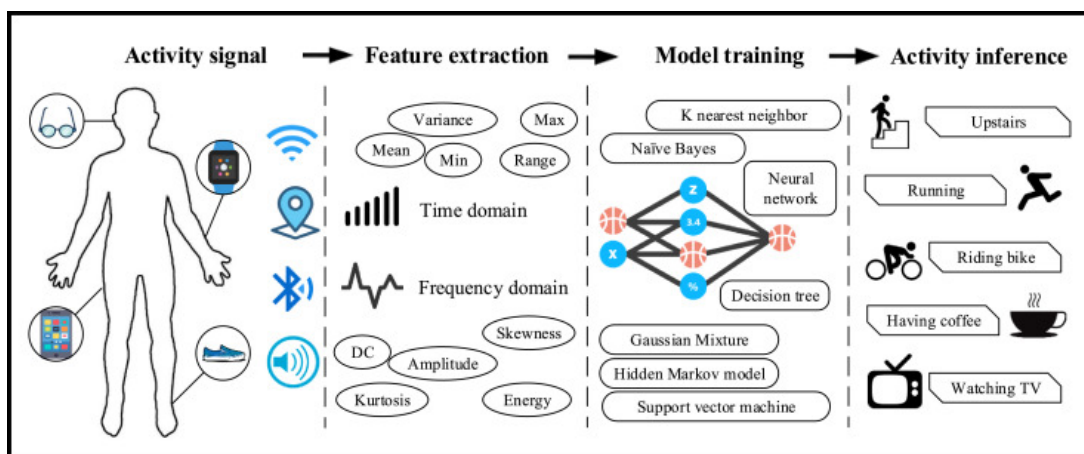 Activity signal
Feature extraction
Model training
Activity inference
Variance
Max
Mean
Min
Range
Time domain
Frequency domain
Skewness
DC
Amplitude
Kurtosis
Energy
K nearest neighbor
Naïve Bayes
Neural
network
Z
3.4
X
%
Decision tree
Gaussian Mixture
Hidden Markov model
Support vector machine
Upstairs
Running
Riding bike
Having coffee
Watching TV